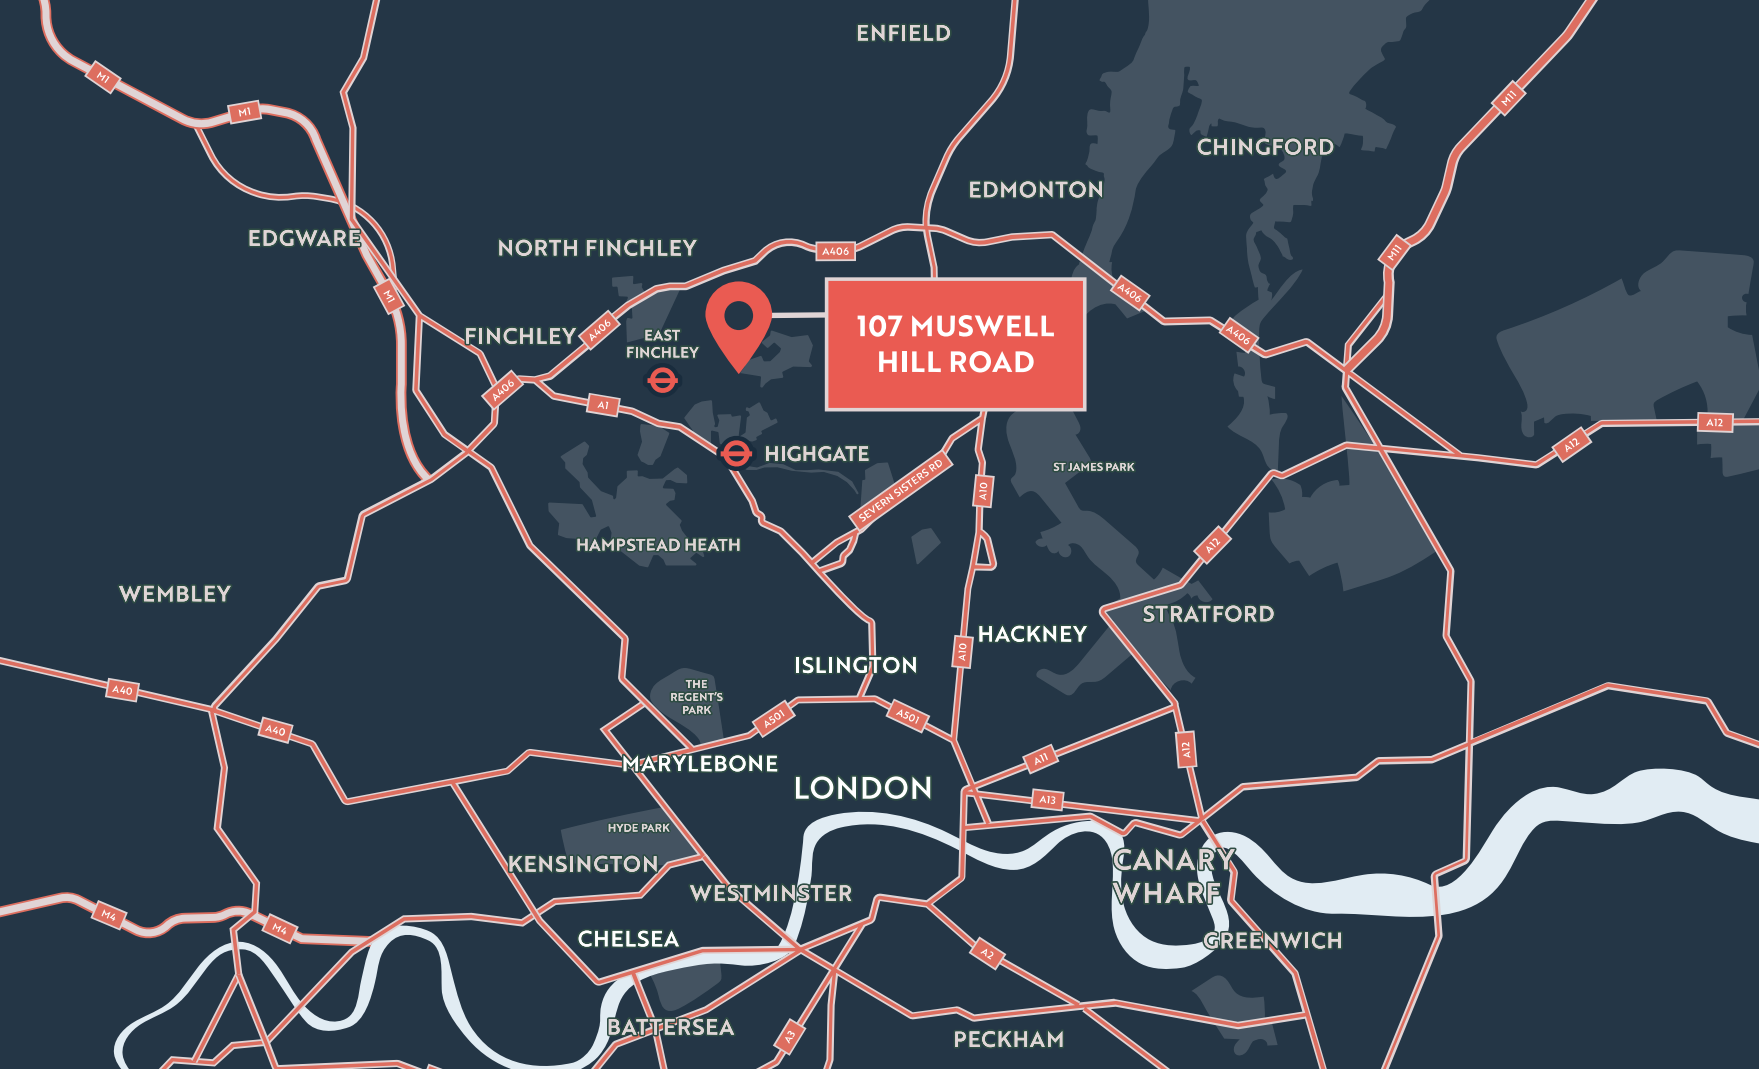 ENFIELD
M1
M1
M11
CHINGFORD
EDMONTON
EDGWARE
NORTH FINCHLEY
A406
M11
M1
A406
A406
A406
FINCHLEY
EAST
FINCHLEY
107 MUSWELL
HILL ROAD
A406
A1
A12
A12
HIGHGATE
ST JAMES PARK
SEVERN SISTERS RD
A10
HAMPSTEAD HEATH
A12
WEMBLEY
STRATFORD
HACKNEY
A10
ISLINGTON
A40
THE
REGENT'S
PARK
A501
A501
A40
A12
A11
MARYLEBONE
LONDON
A13
HYDE PARK
KENSINGTON
CANARY
WHARF
WESTMINSTER
M4
M4
CHELSEA
GREENWICH
A2
BATTERSEA
A3
PECKHAM